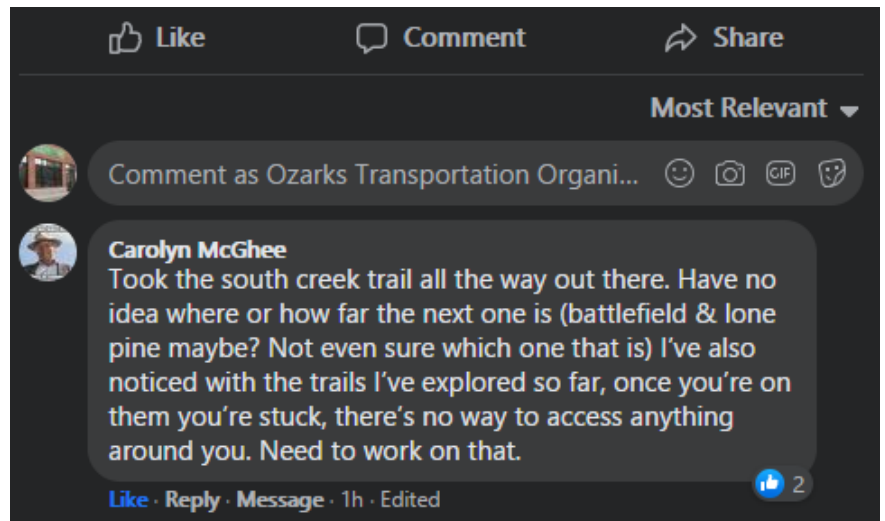 Like Comment Share
Most Relevant
Comment as Ozarks Transportation Organi... GIF
Carolyn McGhee
Took the south creek trail all the way out there. Have no
idea where or how far the next one is (battlefield & lone
pine maybe? Not even sure which one that is) I've also
noticed with the trails I've explored so far, once you're on
them you're stuck, there's no way to access anything
around you. Need to work on that.
2
Like · Reply · Message · 1h · Edited